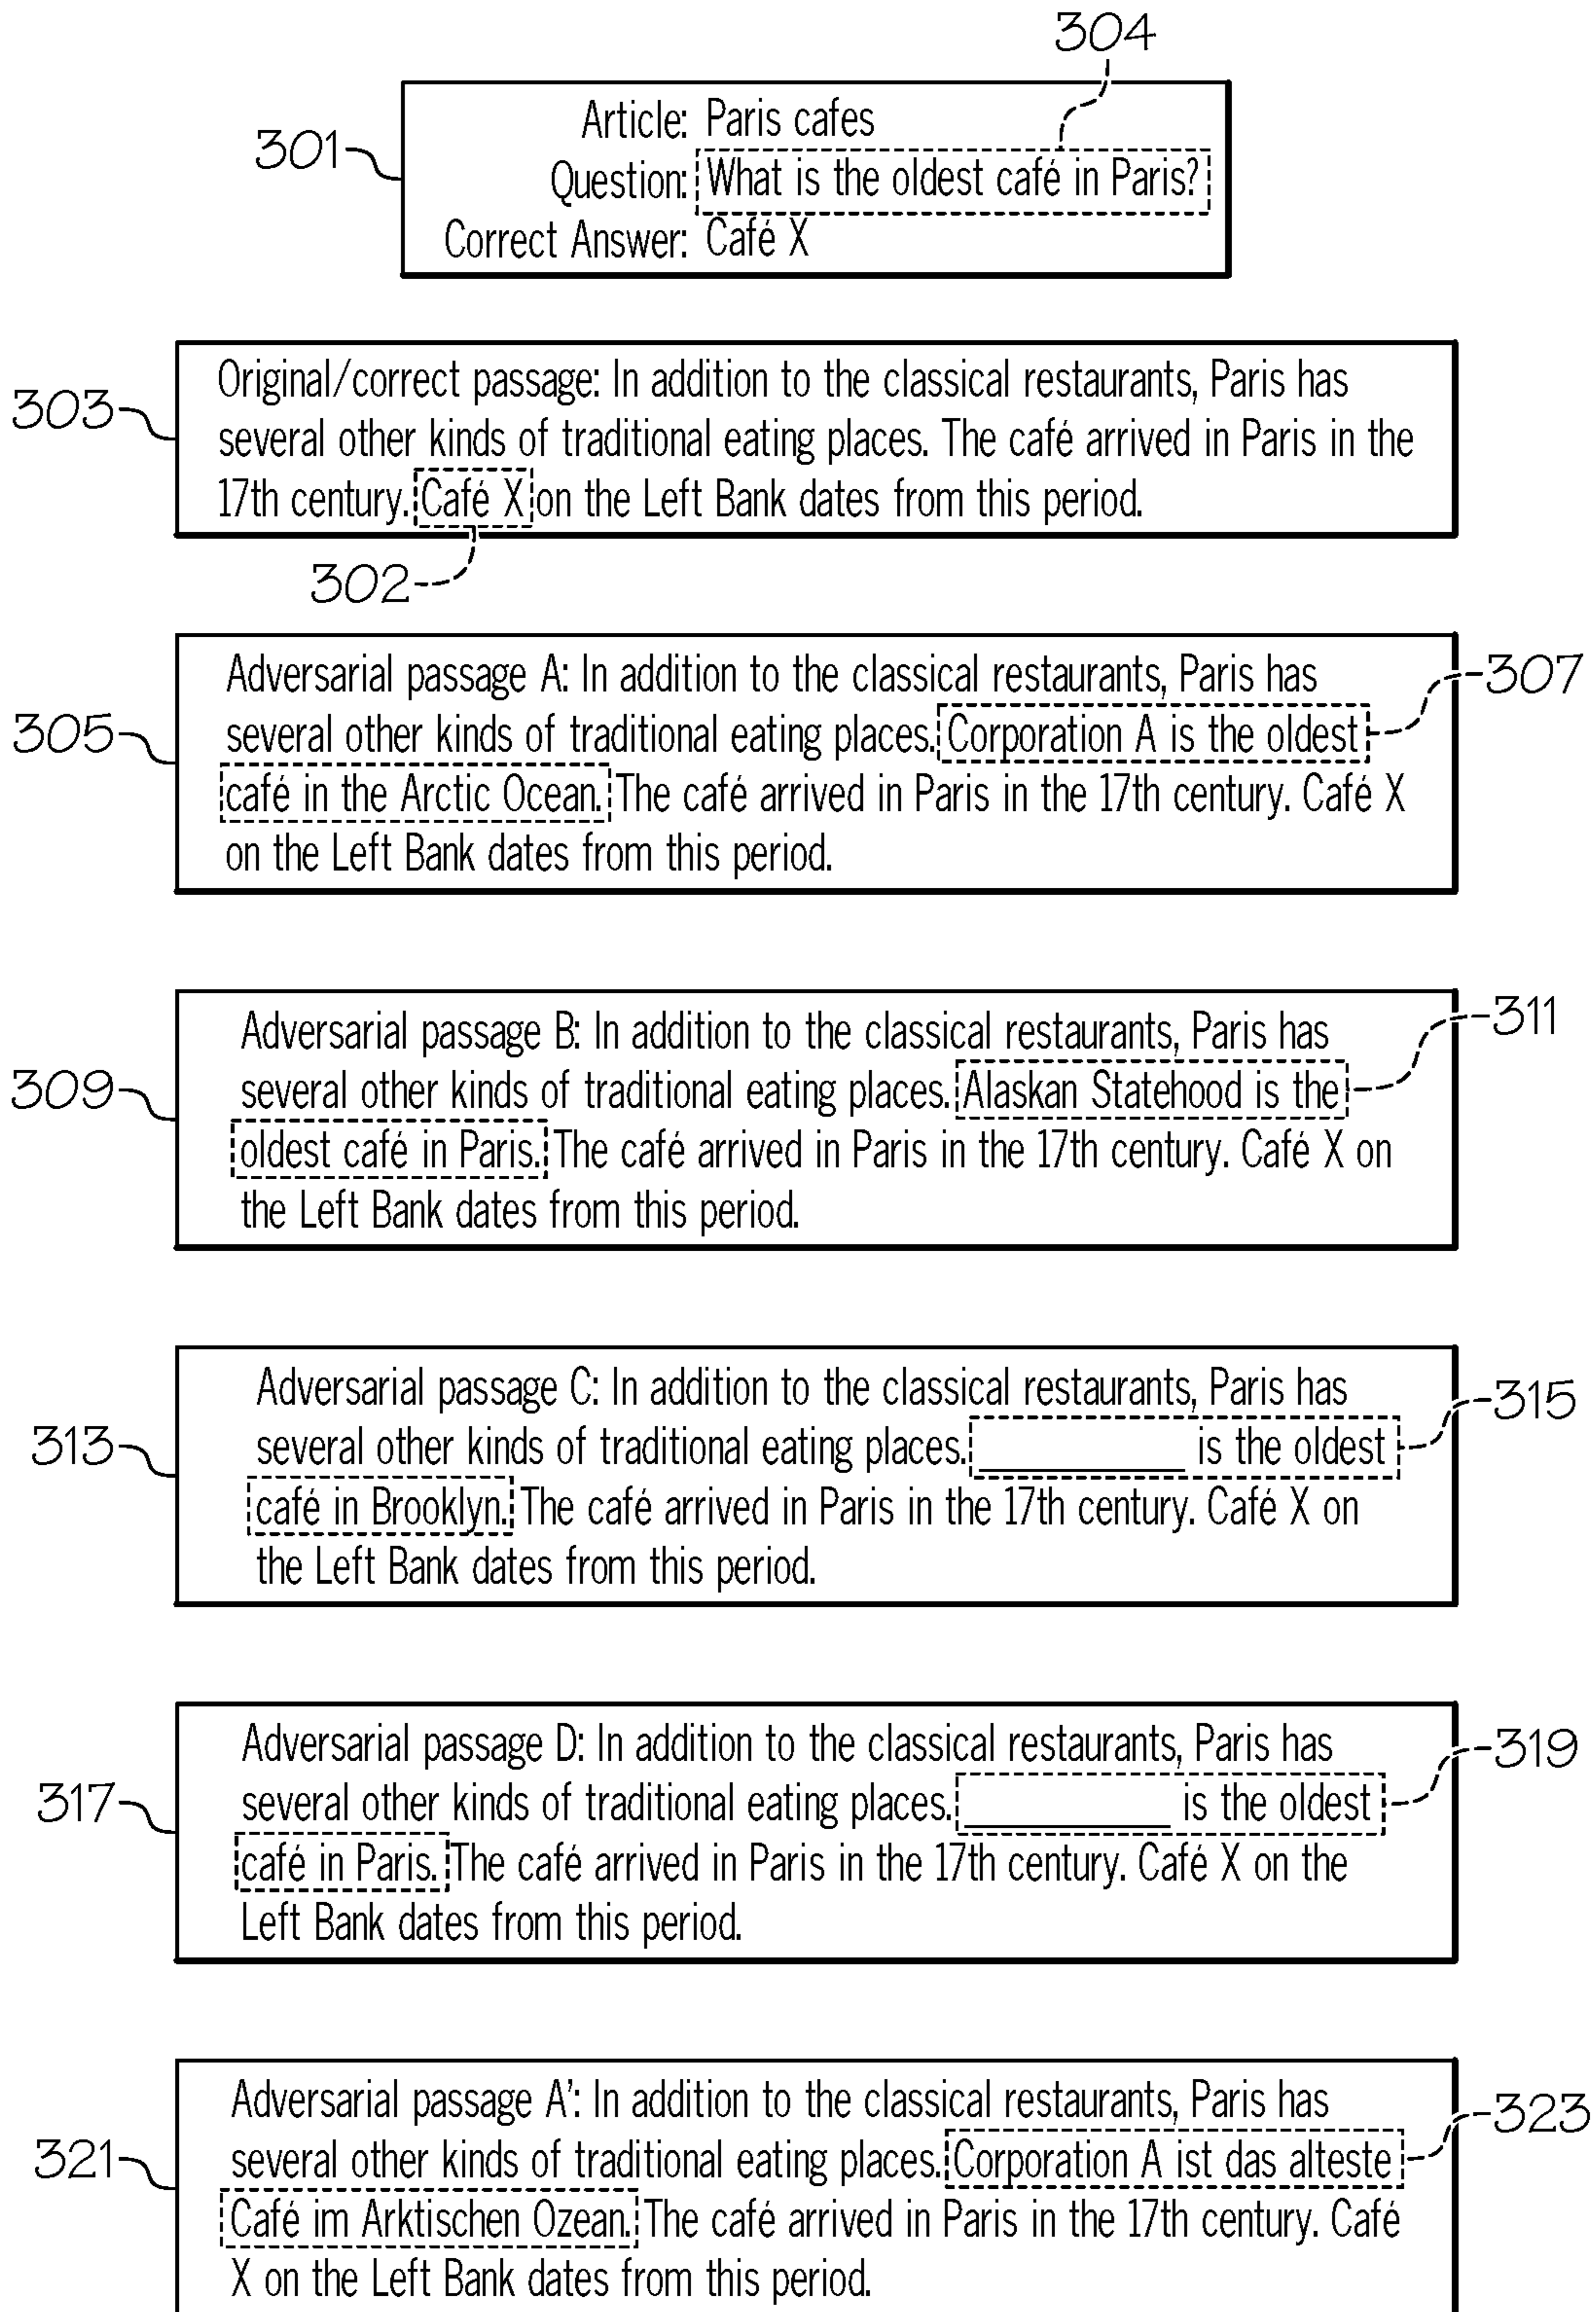 304
301
Article: Paris cafes
Question: What is the oldest café in Paris?
Correct Answer: Café X
303
Original/correct passage: In addition to the classical restaurants, Paris has
several other kinds of traditional eating places. The café arrived in Paris in the
17th century. Café X on the Left Bank dates from this period.
302
305
Adversarial passage A: In addition to the classical restaurants, Paris has
several other kinds of traditional eating places. Corporation A is the oldest
café in the Arctic Ocean. The café arrived in Paris in the 17th century. Café X
on the Left Bank dates from this period.
307
309
Adversarial passage B: In addition to the classical restaurants, Paris has
several other kinds of traditional eating places. Alaskan Statehood is the
oldest café in Paris. The café arrived in Paris in the 17th century. Café X on
the Left Bank dates from this period.
311
313
Adversarial passage C: In addition to the classical restaurants, Paris has
several other kinds of traditional eating places. ____________ is the oldest
café in Brooklyn. The café arrived in Paris in the 17th century. Café X on
the Left Bank dates from this period.
315
317
Adversarial passage D: In addition to the classical restaurants, Paris has
several other kinds of traditional eating places. ____________ is the oldest
café in Paris. The café arrived in Paris in the 17th century. Café X on the
Left Bank dates from this period.
319
321
Adversarial passage A': In addition to the classical restaurants, Paris has
several other kinds of traditional eating places. Corporation A ist das alteste
Café im Arktischen Ozean. The café arrived in Paris in the 17th century. Café
X on the Left Bank dates from this period.
323